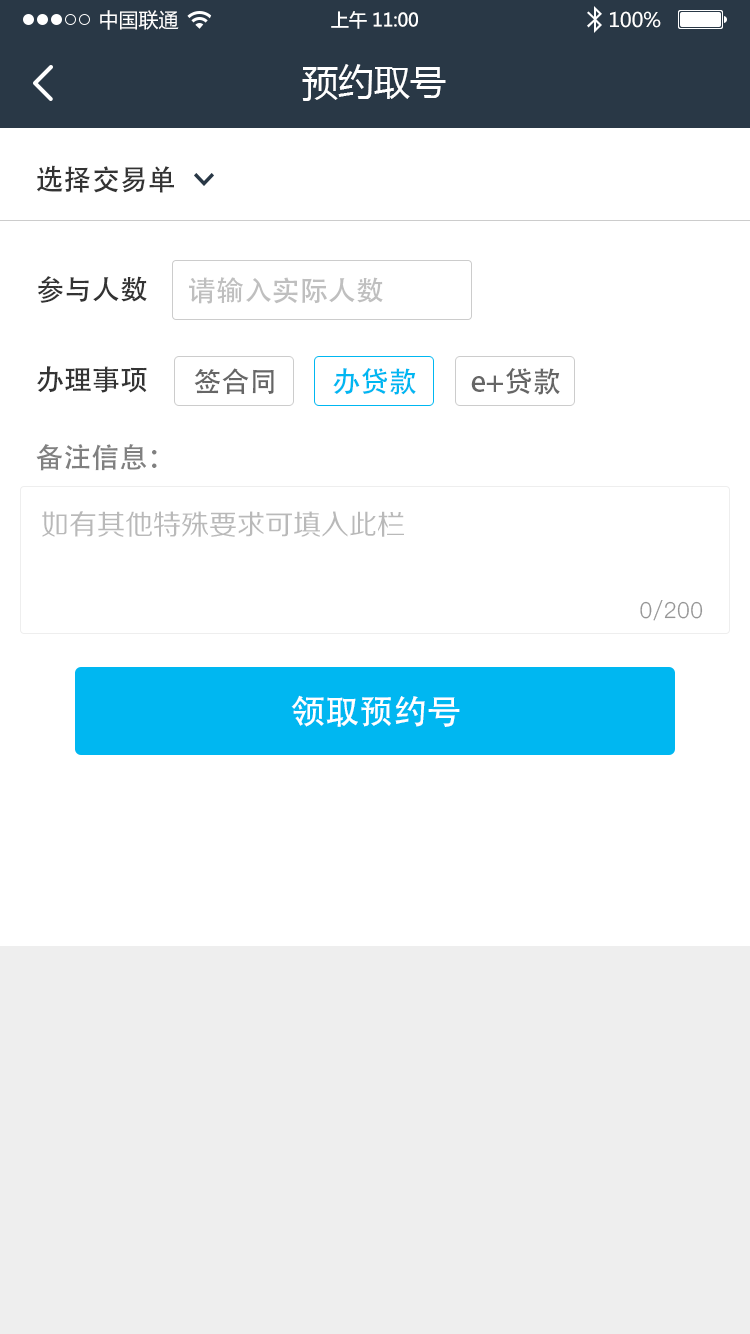 中国联通 上午 11:00 100%
预约取号
选择交易单
参与人数 请输入实际人数
办理事项 签合同 办贷款 e+贷款
备注信息：
如有其他特殊要求可填入此栏
0/200
领取预约号